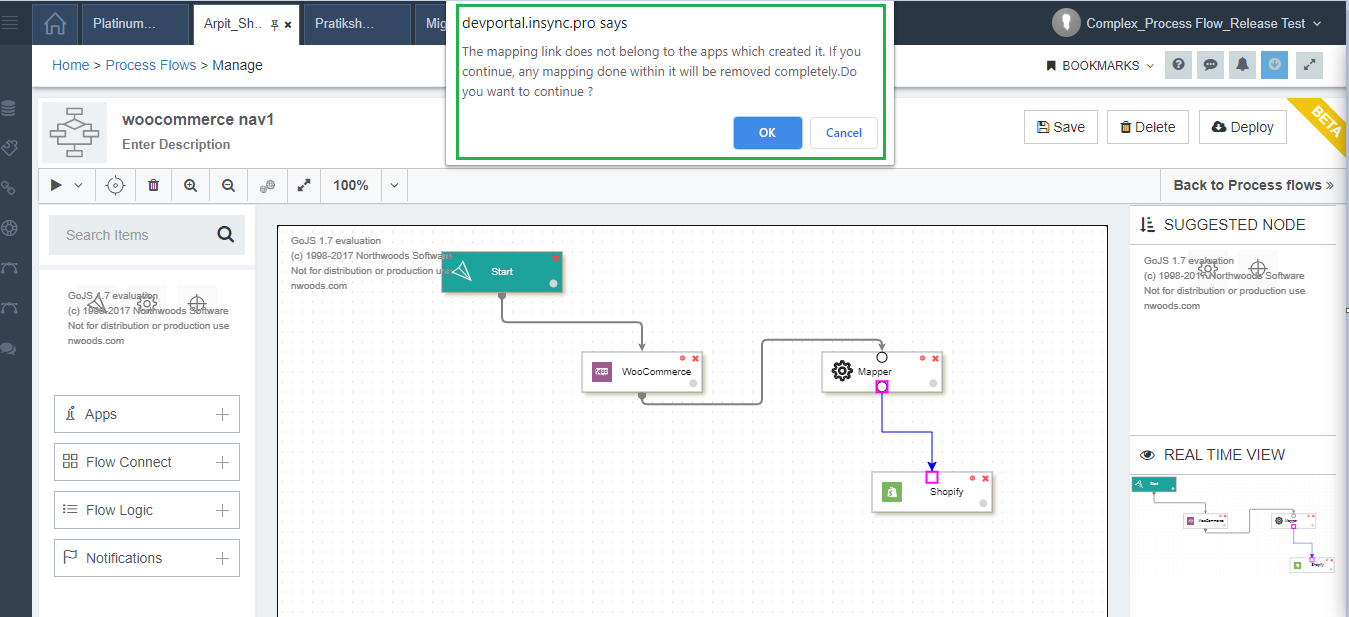 Platinum...
Arpit_Sh..
Pratiksh...
Mig
Complex_Process Flow_Release Test
devportal.insync.pro says
The mapping link does not belong to the apps which created it. If you
continue, any mapping done within it will be removed completely.Do
you want to continue ?
OK
Cancel
Home > Process Flows > Manage
BOOKMARKS
woocommerce nav1
Enter Description
Save
Delete
Deploy
BETA
100%
Back to Process flows »
Search Items
GoJS 1.7 evaluation
(c) 1998-2017 Northwoods Software
Not for distribution or production use
nwoods.com
Apps
Flow Connect
Flow Logic
Notifications
GoJS 1.7 evaluation
(c) 1998-2017 Northwoods Software
Not for distribution or production use
nwoods.com
Start
WooCommerce
Mapper
Shopify
SUGGESTED NODE
GoJS 1.7 evaluation
(c) 1998-2017 Northwoods Software
Not for distribution or production use
nwoods.com
REAL TIME VIEW
Start
WooCommerce
Mapper
Shopify